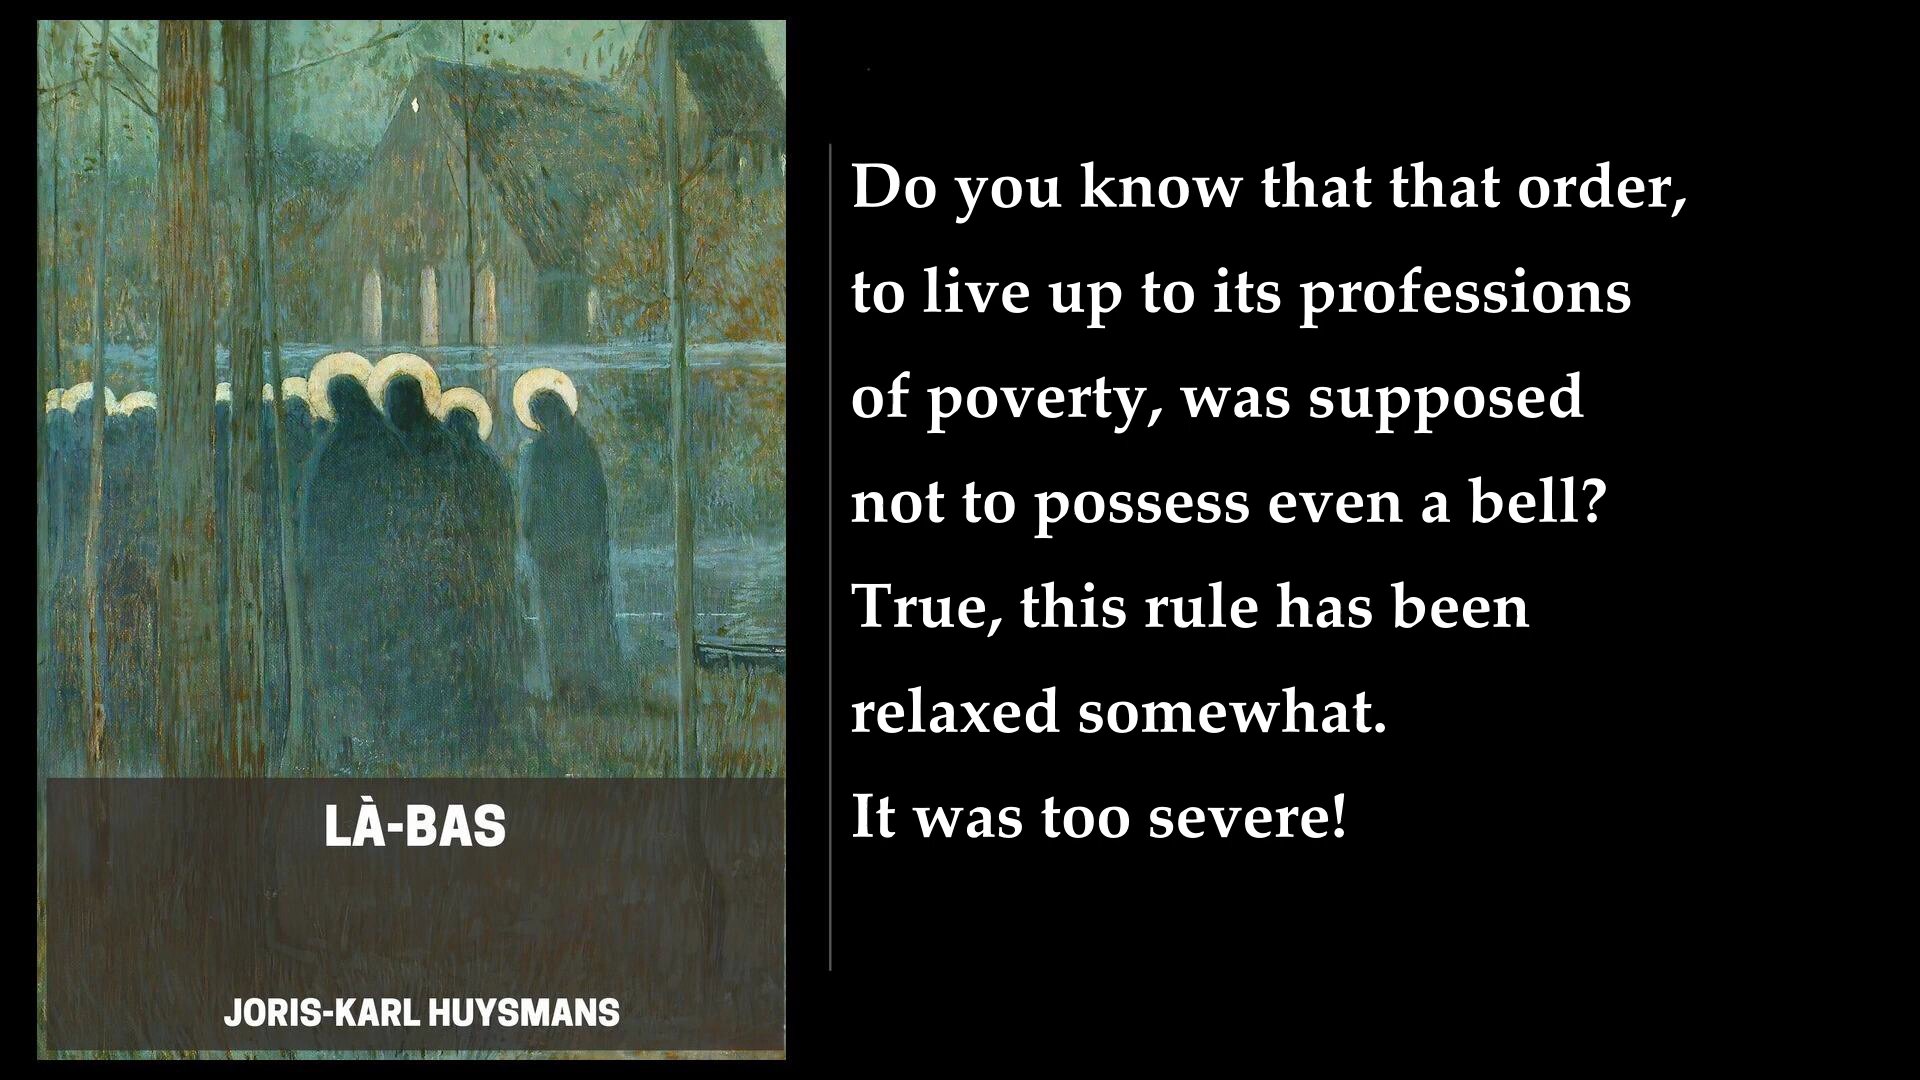 LÀ-BAS
JORIS-KARL HUYSMANS
Do you know that that order,
to live up to its professions
of poverty, was supposed
not to possess even a bell?
True, this rule has been
relaxed somewhat.
It was too severe!